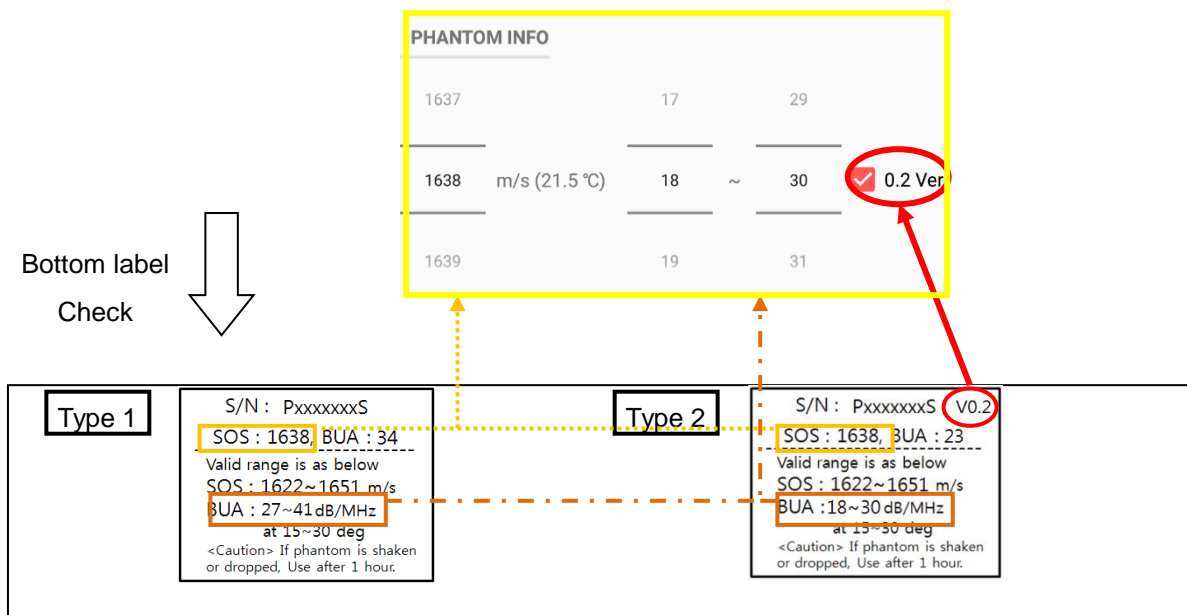 PHANTOM INFO
1637 17 29
1638 m/s (21.5 ℃) 18 ~ 30 0.2 Ver
1639 19 31
Bottom label
Check
Type 1
S/N : PxxxxxxxS
SOS : 1638, BUA : 34
Valid range is as below
SOS : 1622~1651 m/s
BUA : 27~41 dB/MHz
at 15~30 deg
<Caution> If phantom is shaken
or dropped, Use after 1 hour.
Type 2
S/N : PxxxxxxxS V0.2
SOS : 1638, BUA : 23
Valid range is as below
SOS : 1622~1651 m/s
BUA :18~30 dB/MHz
at 15~30 deg
<Caution> If phantom is shaken
or dropped, Use after 1 hour.